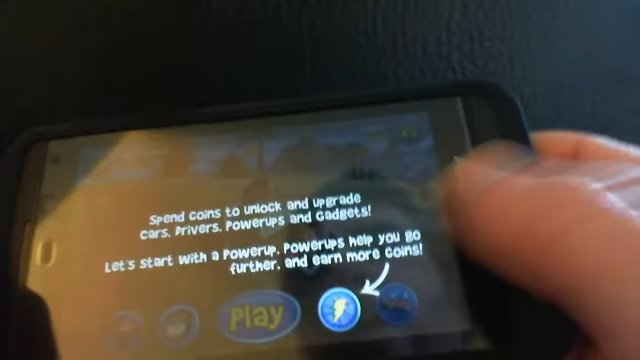 Spend coins to unlock and upgrade
Cars, Drivers, Powerups and Gadgets!
Let's start with a Powerup. Powerups help you go
further, and earn more coins!
Play